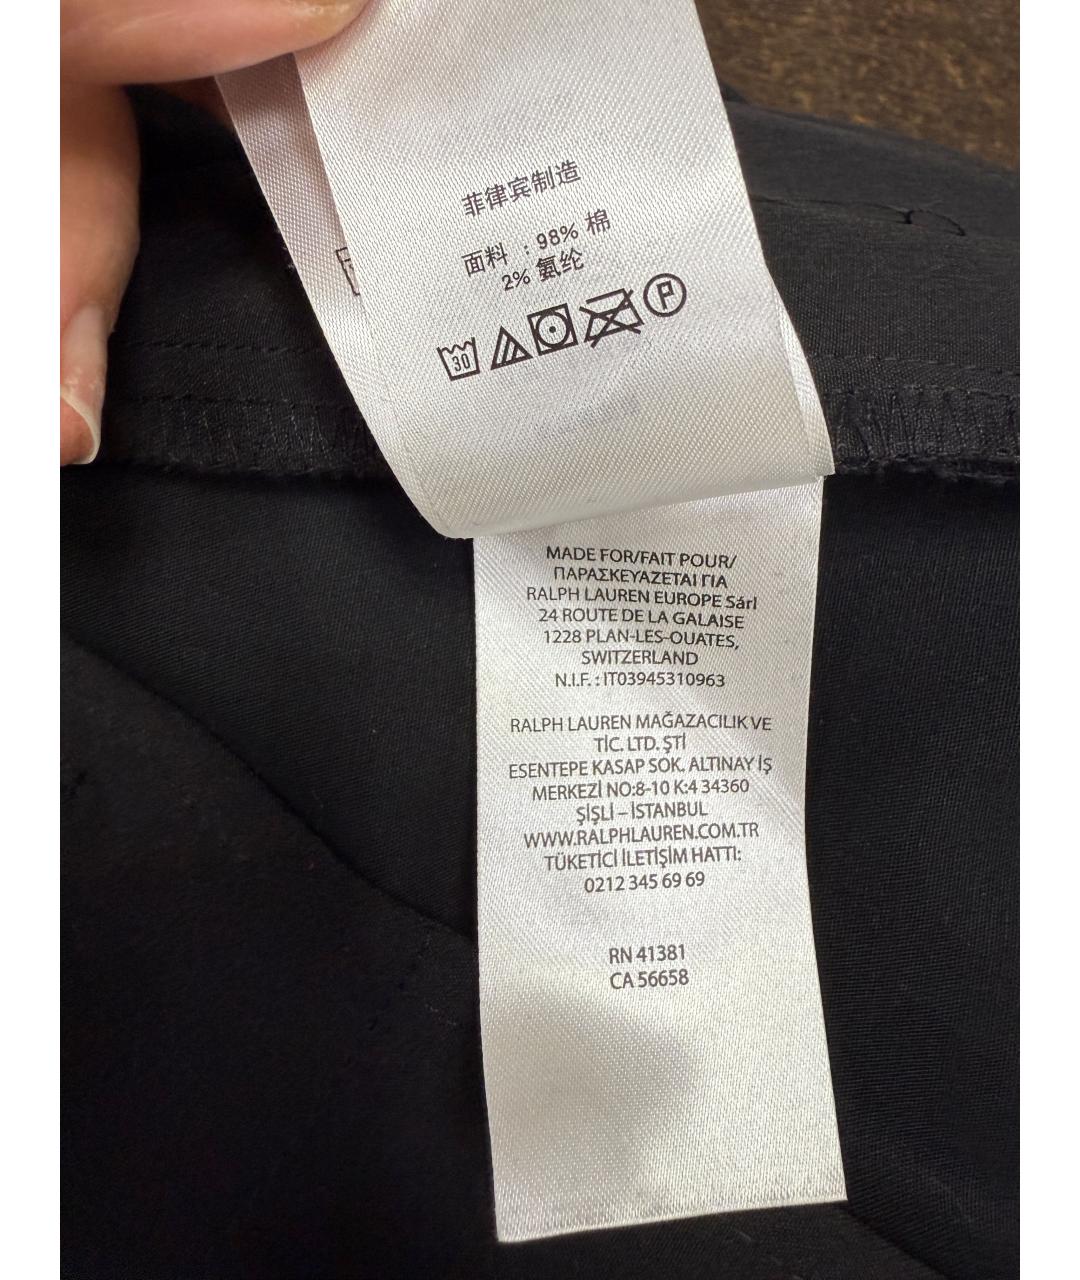 菲律宾制造
面料 : 98% 棉
2% 氨纶
30
P
MADE FOR/FAIT POUR/
ΠΑΡΑΣΚΕΥΑΖΕΤΑΙ ΓΙΑ
RALPH LAUREN EUROPE Sárl
24 ROUTE DE LA GALAISE
1228 PLAN-LES-OUATES,
SWITZERLAND
N.I.F. : IT03945310963
RALPH LAUREN MAĞAZACILIK VE
TİC. LTD. ŞTİ
ESENTEPE KASAP SOK. ALTINAY İŞ
MERKEZİ NO:8-10 K:4 34360
ŞİŞLİ – İSTANBUL
WWW.RALPHLAUREN.COM.TR
TÜKETİCİ İLETİŞİM HATTI:
0212 345 69 69
RN 41381
CA 56658